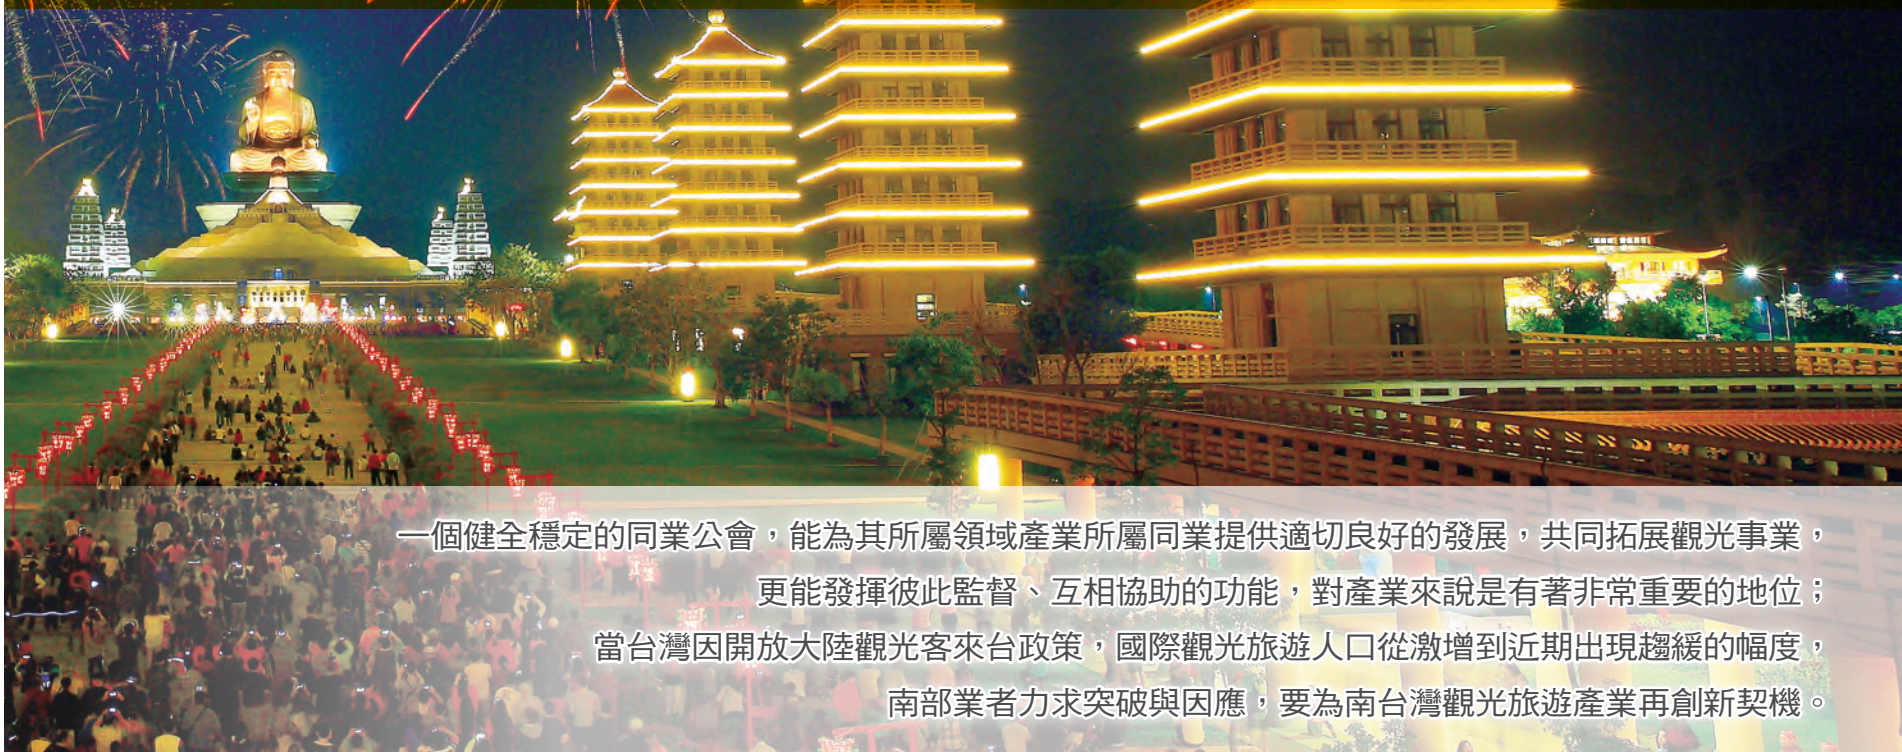 一個健全穩定的同業公會，能為其所屬領域產業所屬同業提供適切良好的發展，共同拓展觀光事業，
更能發揮彼此監督、互相協助的功能，對產業來說是有著非常重要的地位；
當台灣因開放大陸觀光客來台政策，國際觀光旅遊人口從激增到近期出現趨緩的幅度，
南部業者力求突破與因應，要為南台灣觀光旅遊產業再創新契機。